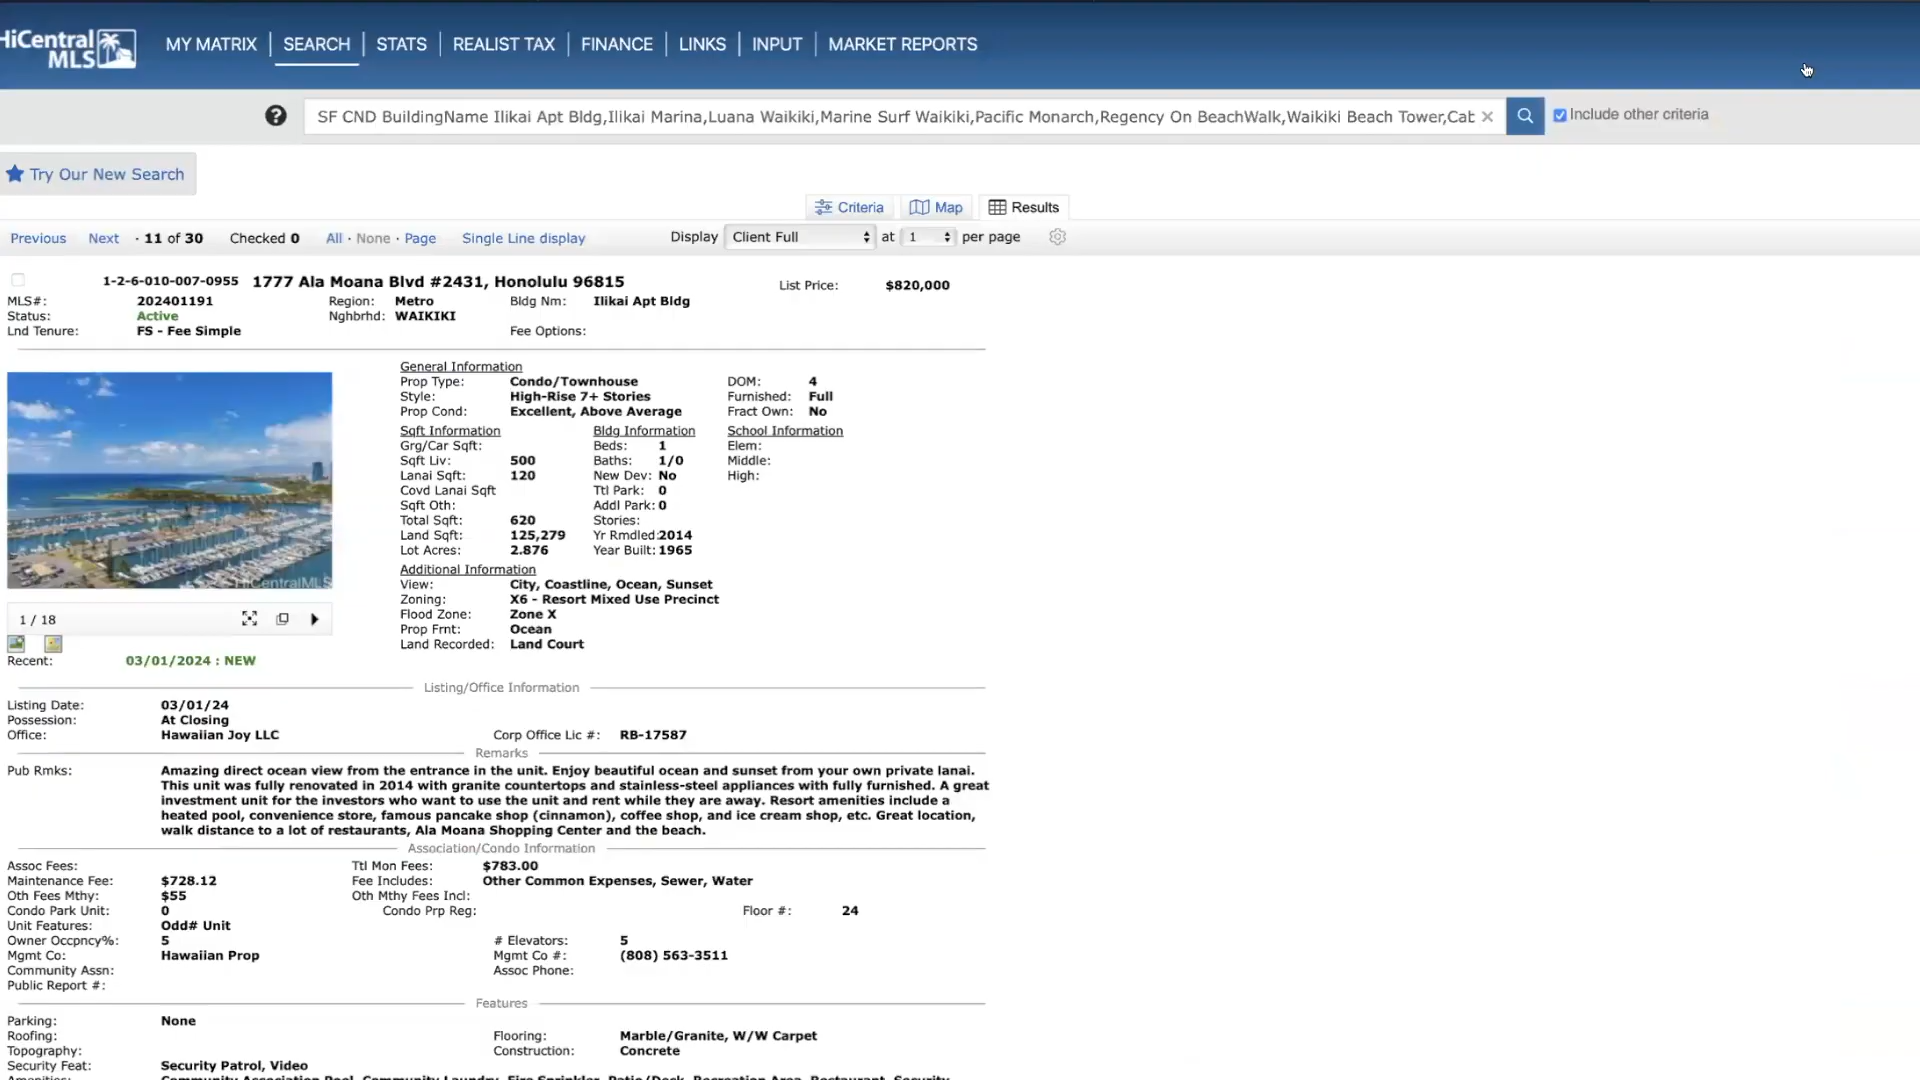 HiCentral MLS
MY MATRIX SEARCH STATS REALIST TAX FINANCE LINKS INPUT MARKET REPORTS
? SF CND BuildingName Ilikai Apt Bldg,Ilikai Marina,Luana Waikiki,Marine Surf Waikiki,Pacific Monarch,Regency On BeachWalk,Waikiki Beach Tower,Cab Include other criteria
Try Our New Search
Criteria Map Results
Previous Next · 11 of 30 Checked 0 All · None · Page Single Line display Display Client Full at 1 per page
1-2-6-010-007-0955 1777 Ala Moana Blvd #2431, Honolulu 96815 List Price: $820,000
MLS#: 202401191 Region: Metro Bldg Nm: Ilikai Apt Bldg
Status: Active Nghbrhd: WAIKIKI
Lnd Tenure: FS - Fee Simple Fee Options:
General Information
Prop Type: Condo/Townhouse DOM: 4
Style: High-Rise 7+ Stories Furnished: Full
Prop Cond: Excellent, Above Average Fract Own: No
Sqft Information Bldg Information School Information
Grg/Car Sqft: Beds: 1 Elem:
Sqft Liv: 500 Baths: 1/0 Middle:
Lanai Sqft: 120 New Dev: No High:
Covd Lanai Sqft Ttl Park: 0
Sqft Oth: Addl Park: 0
Total Sqft: 620 Stories:
Land Sqft: 125,279 Yr Rmdled: 2014
Lot Acres: 2.876 Year Built: 1965
Additional Information
View: City, Coastline, Ocean, Sunset
Zoning: X6 - Resort Mixed Use Precinct
Flood Zone: Zone X
Prop Frnt: Ocean
Land Recorded: Land Court
HiCentralMLS
1 / 18
Recent: 03/01/2024 : NEW
Listing/Office Information
Listing Date: 03/01/24
Possession: At Closing
Office: Hawaiian Joy LLC Corp Office Lic #: RB-17587
Remarks
Pub Rmks: Amazing direct ocean view from the entrance in the unit. Enjoy beautiful ocean and sunset from your own private lanai.
This unit was fully renovated in 2014 with granite countertops and stainless-steel appliances with fully furnished. A great
investment unit for the investors who want to use the unit and rent while they are away. Resort amenities include a
heated pool, convenience store, famous pancake shop (cinnamon), coffee shop, and ice cream shop, etc. Great location,
walk distance to a lot of restaurants, Ala Moana Shopping Center and the beach.
Association/Condo Information
Assoc Fees: Ttl Mon Fees: $783.00
Maintenance Fee: $728.12 Fee Includes: Other Common Expenses, Sewer, Water
Oth Fees Mthy: $55 Oth Mthy Fees Incl:
Condo Park Unit: 0 Condo Prp Reg: Floor #: 24
Unit Features: Odd# Unit
Owner Occpncy%: 5 # Elevators: 5
Mgmt Co: Hawaiian Prop Mgmt Co #: (808) 563-3511
Community Assn: Assoc Phone:
Public Report #:
Features
Parking: None
Roofing: Flooring: Marble/Granite, W/W Carpet
Topography: Construction: Concrete
Security Feat: Security Patrol, Video
Amenities: Community Association Pool, Community Laundry, Fire Sprinkler, Patio/Deck, Recreation Area, Restaurant, Security